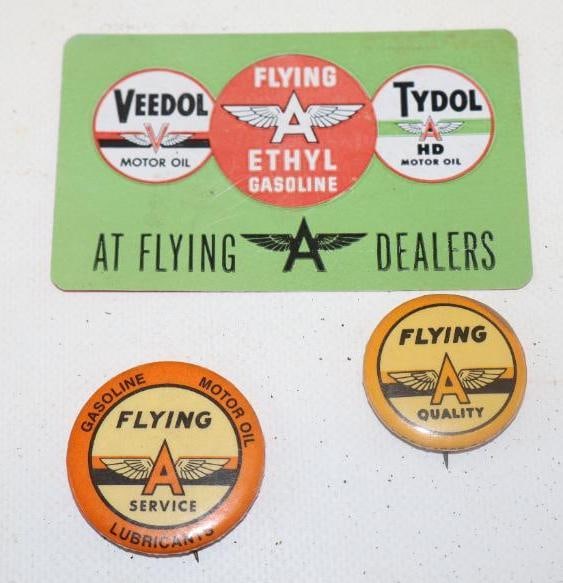 VEEDOL
V
MOTOR OIL
FLYING
A
ETHYL
GASOLINE
TYDOL
A
HD
MOTOR OIL
AT FLYING A DEALERS
FLYING
A
QUALITY
GASOLINE MOTOR OIL
FLYING
A
SERVICE
LUBRICANTS